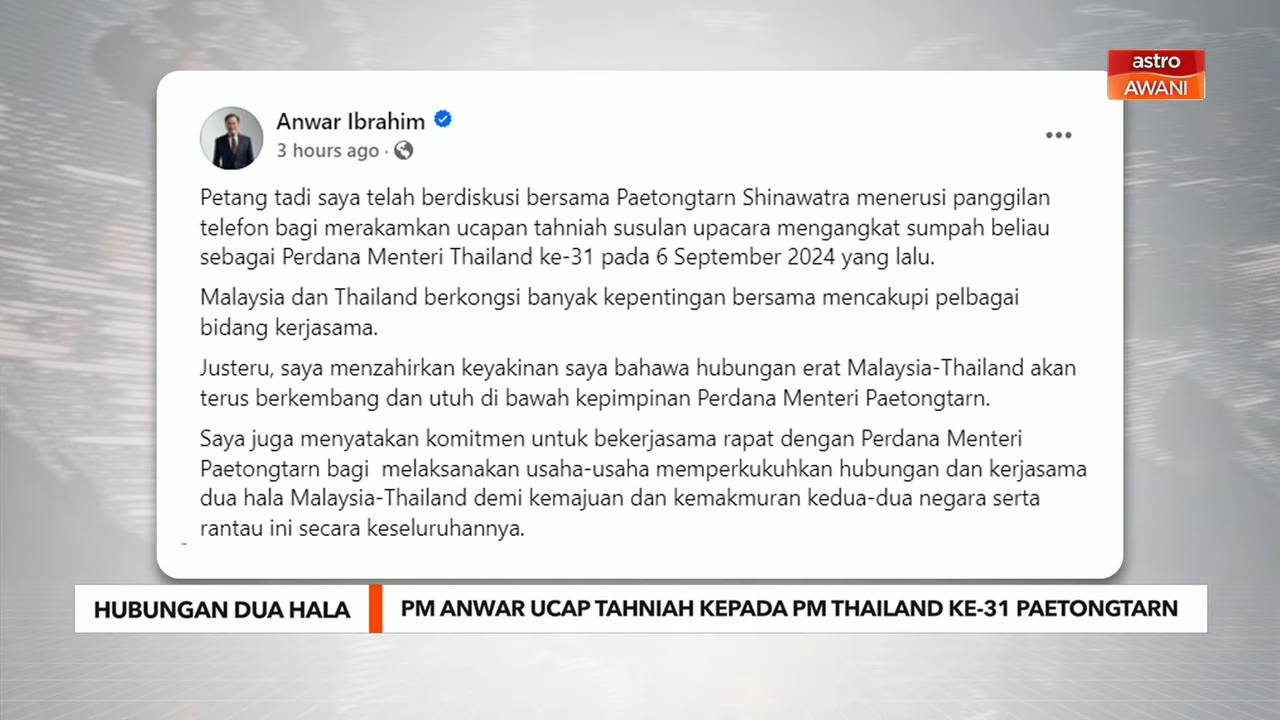 astro
AWANI
Anwar Ibrahim
3 hours ago ·
Petang tadi saya telah berdiskusi bersama Paetongtarn Shinawatra menerusi panggilan
telefon bagi merakamkan ucapan tahniah susulan upacara mengangkat sumpah beliau
sebagai Perdana Menteri Thailand ke-31 pada 6 September 2024 yang lalu.
Malaysia dan Thailand berkongsi banyak kepentingan bersama mencakupi pelbagai
bidang kerjasama.
Justeru, saya menzahirkan keyakinan saya bahawa hubungan erat Malaysia-Thailand akan
terus berkembang dan utuh di bawah kepimpinan Perdana Menteri Paetongtarn.
Saya juga menyatakan komitmen untuk bekerjasama rapat dengan Perdana Menteri
Paetongtarn bagi  melaksanakan usaha-usaha memperkukuhkan hubungan dan kerjasama
dua hala Malaysia-Thailand demi kemajuan dan kemakmuran kedua-dua negara serta
rantau ini secara keseluruhannya.
HUBUNGAN DUA HALA
PM ANWAR UCAP TAHNIAH KEPADA PM THAILAND KE-31 PAETONGTARN